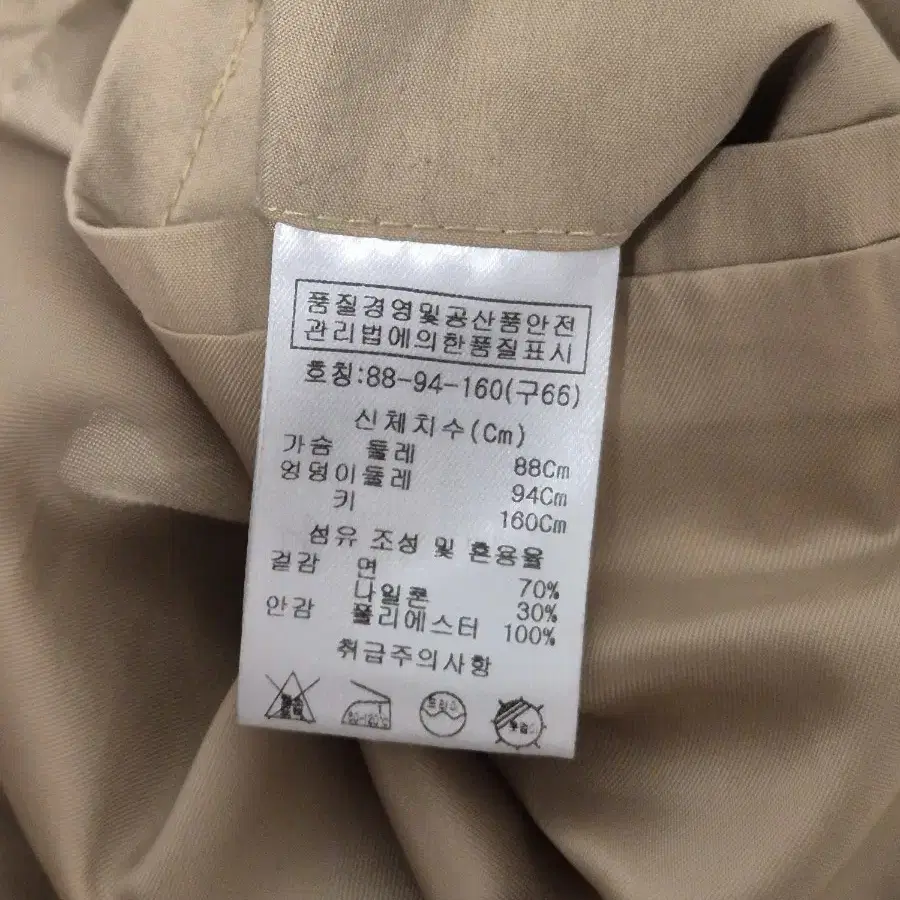 품질경영및공산품안전
관리법에의한품질표시
호칭:88-94-160(구66)
신체치수(Cm)
가슴 둘레 88Cm
엉덩이둘레 94Cm
키 160Cm
섬유 조성 및 혼용율
겉감 면 70%
나일론 30%
안감 폴리에스터 100%
취급주의사항
드라이